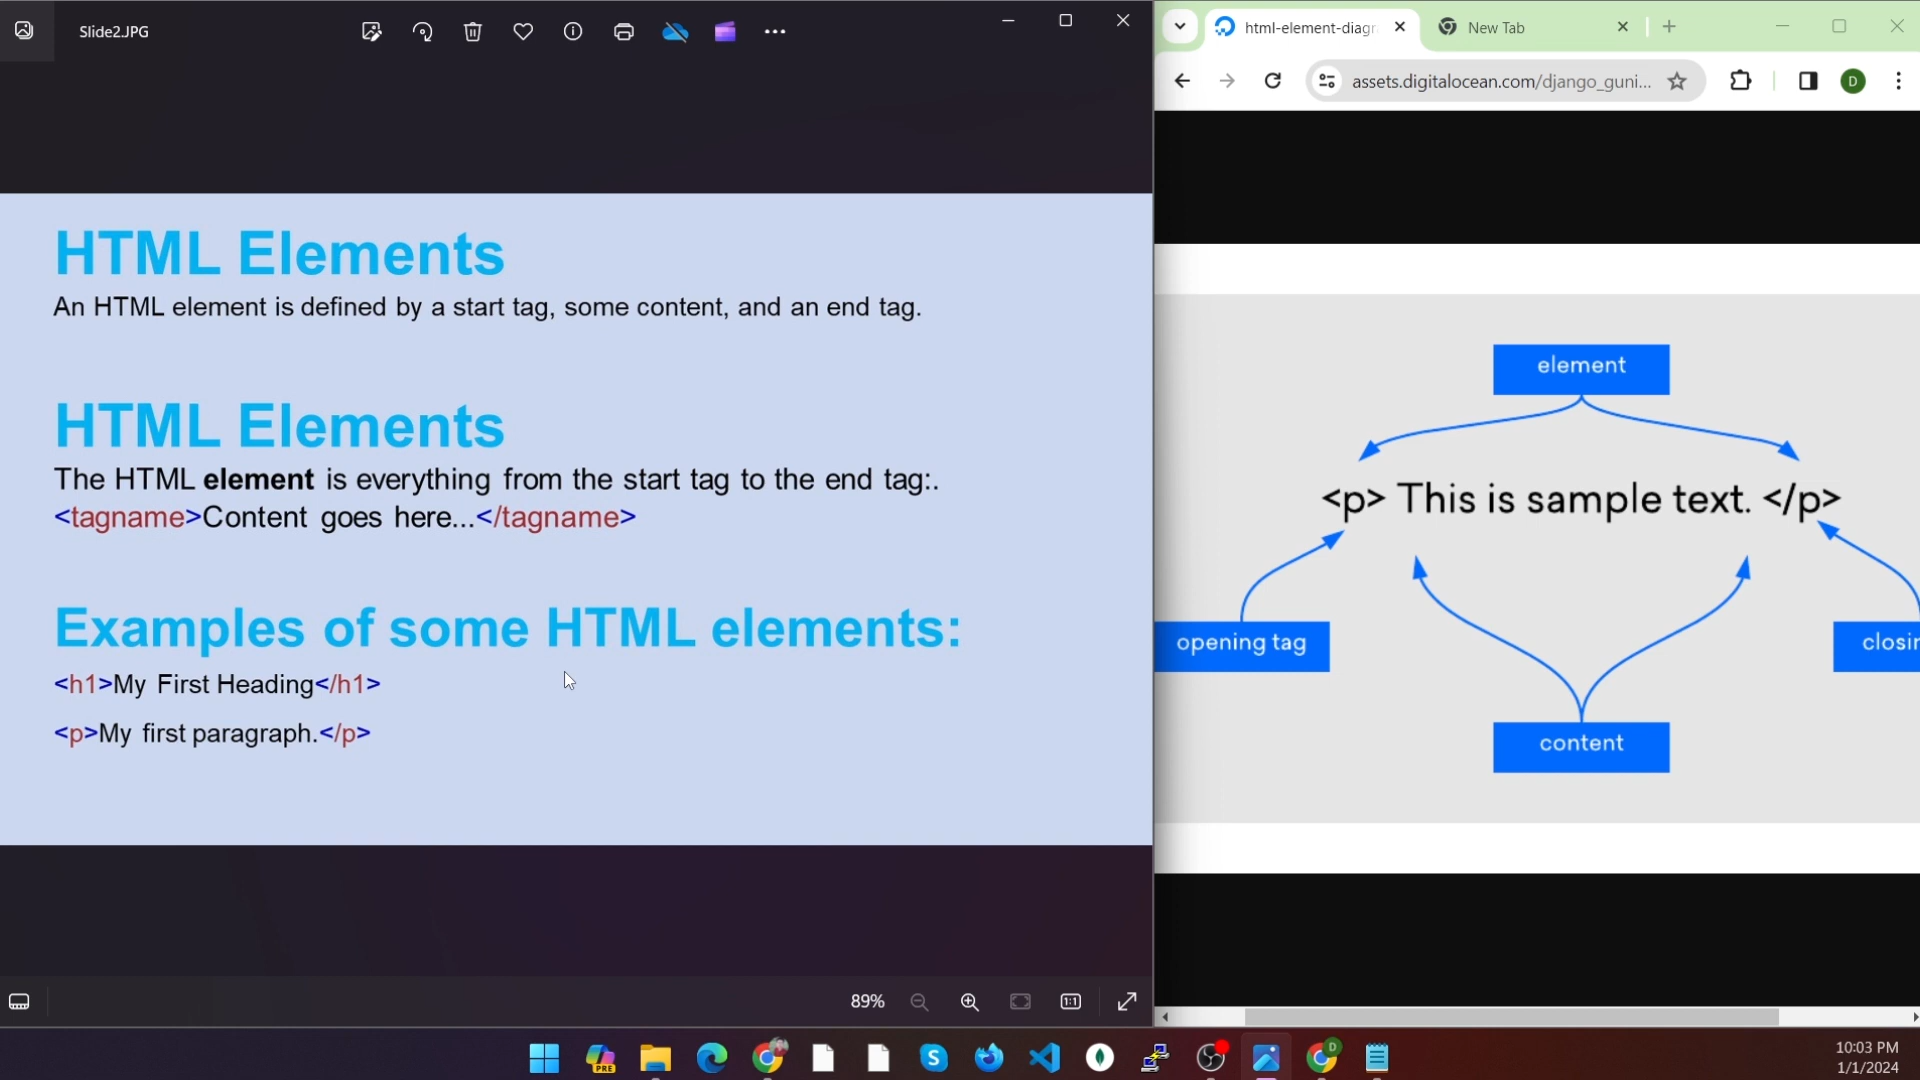 Slide2.JPG
html-element-diagr
New Tab
assets.digitalocean.com/django_guni...
D
HTML Elements
An HTML element is defined by a start tag, some content, and an end tag.
HTML Elements
The HTML element is everything from the start tag to the end tag:.
<tagname>Content goes here...</tagname>
Examples of some HTML elements:
<h1>My First Heading</h1>
<p>My first paragraph.</p>
element
<p> This is sample text. </p>
opening tag
closin
content
89%
1:1
PRE
D
10:03 PM
1/1/2024